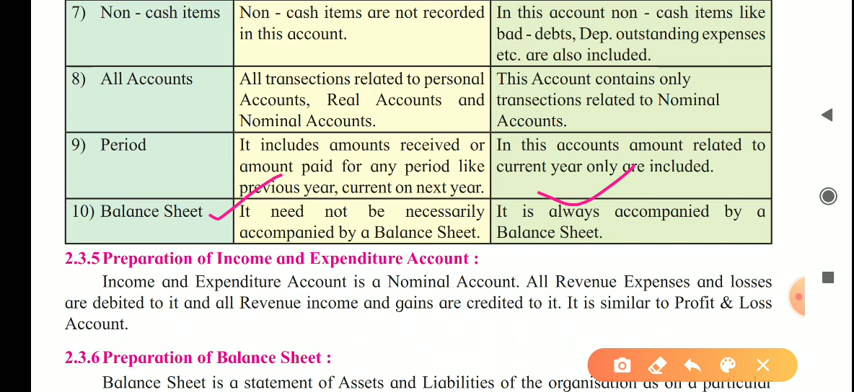 7) Non - cash items
Non - cash items are not recorded
in this account.
In this account non - cash items like
bad - debts, Dep. outstanding expenses
etc. are also included.
8) All Accounts
All transections related to personal
Accounts, Real Accounts and
Nominal Accounts.
This Account contains only
transections related to Nominal
Accounts.
9) Period
It includes amounts received or
amount paid for any period like
previous year, current on next year.
In this accounts amount related to
current year only are included.
10) Balance Sheet
It need not be necessarily
accompanied by a Balance Sheet.
It is always accompanied by a
Balance Sheet.
2.3.5 Preparation of Income and Expenditure Account :
Income and Expenditure Account is a Nominal Account. All Revenue Expenses and losses
are debited to it and all Revenue income and gains are credited to it. It is similar to Profit & Loss
Account.
2.3.6 Preparation of Balance Sheet :
Balance Sheet is a statement of Assets and Liabilities of the organisation as on a particular